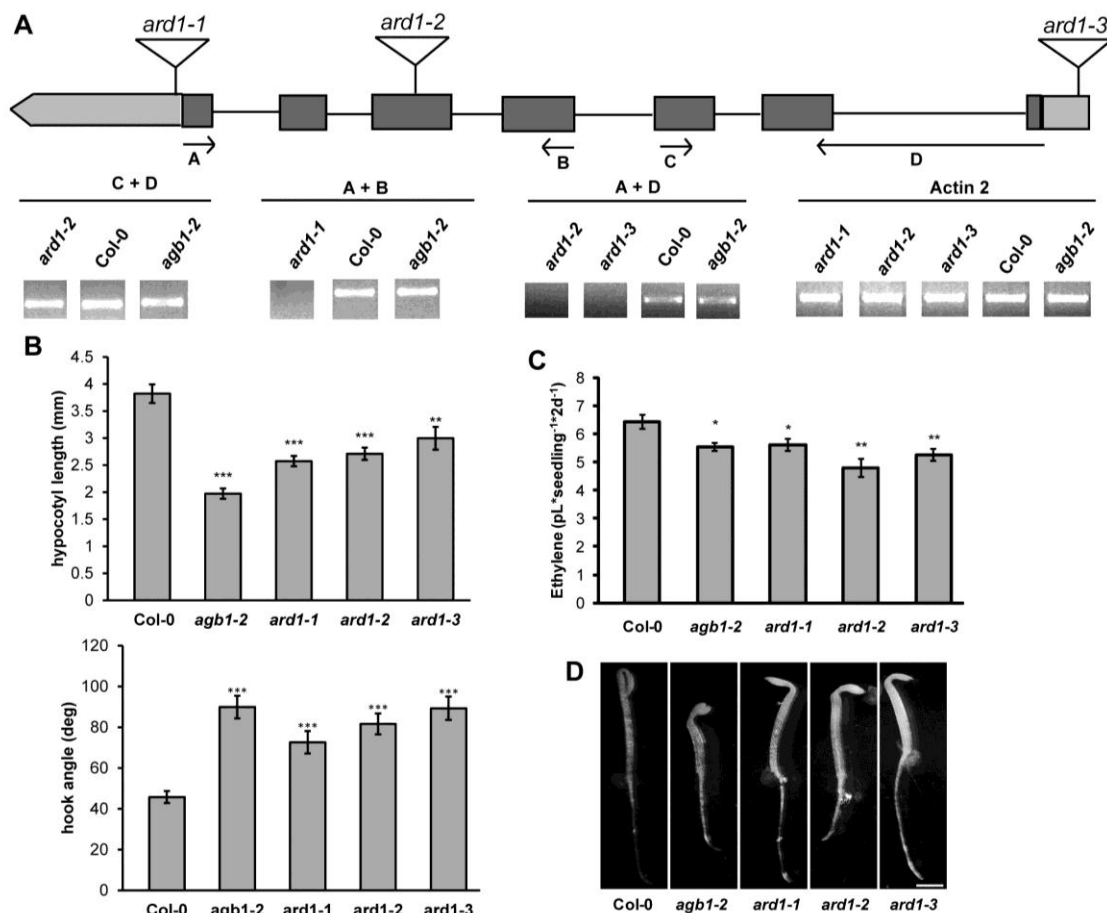 A
ard1-1
ard1-2
ard1-3
A
B
C
D
C + D
A + B
A + D
Actin 2
ard1-2
Col-0
agb1-2
ard1-1
Col-0
agb1-2
ard1-2
ard1-3
Col-0
agb1-2
ard1-1
ard1-2
ard1-3
Col-0
agb1-2
B
hypocotyl length (mm)
4.5
4
3.5
3
2.5
2
1.5
1
0.5
0
***
***
***
**
Col-0 agb1-2 ard1-1 ard1-2 ard1-3
hook angle (deg)
120
100
80
60
40
20
0
***
***
***
***
Col-0 agb1-2 ard1-1 ard1-2 ard1-3
C
Ethylene (pL*seedling-1*2d-1)
8
7
6
5
4
3
2
1
0
*
*
**
**
Col-0 agb1-2 ard1-1 ard1-2 ard1-3
D
Col-0 agb1-2 ard1-1 ard1-2 ard1-3